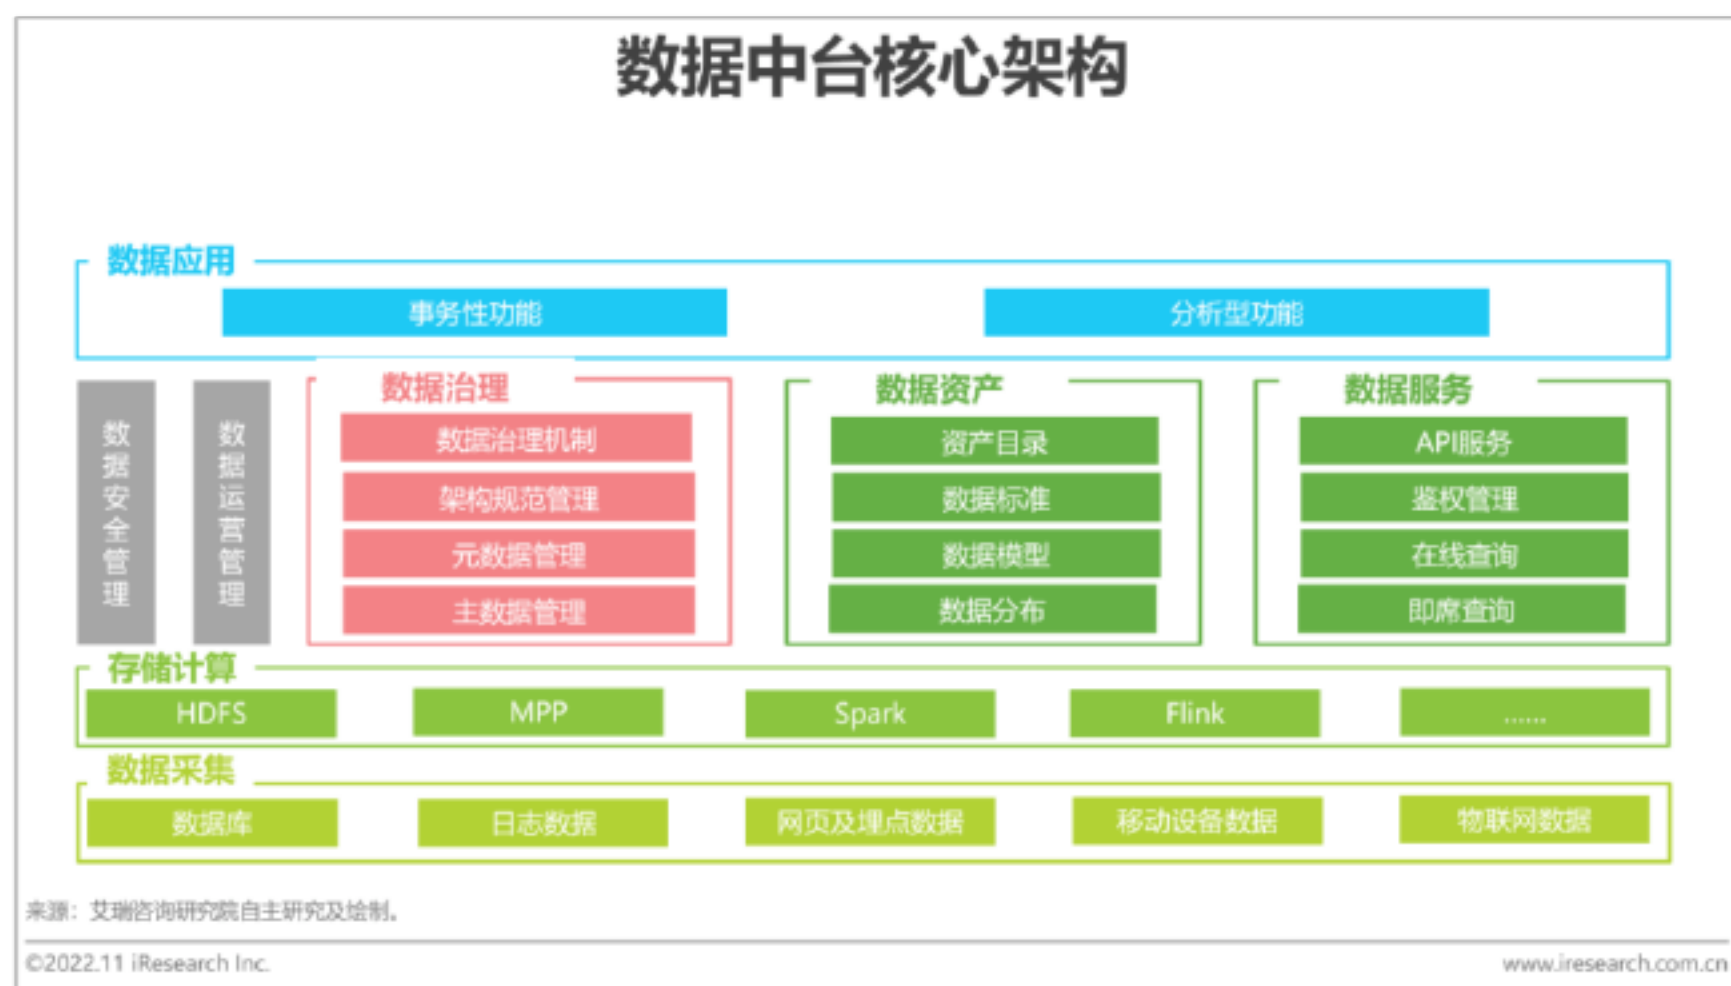 数据中台核心架构
数据应用
事务性功能
分析型功能
数据安全管理
数据运营管理
数据治理
数据治理机制
架构规范管理
元数据管理
主数据管理
数据资产
资产目录
数据标准
数据模型
数据分布
数据服务
API服务
鉴权管理
在线查询
即席查询
存储计算
HDFS
MPP
Spark
Flink
......
数据采集
数据库
日志数据
网页及埋点数据
移动设备数据
物联网数据
来源：艾瑞咨询研究院自主研究及绘制。
©2022.11 iResearch Inc.
www.iresearch.com.cn